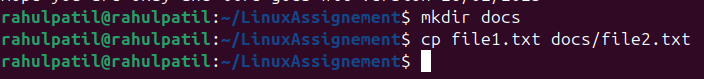 rahulpatil@rahulpatil:~/LinuxAssignement$ mkdir docs
rahulpatil@rahulpatil:~/LinuxAssignement$ cp file1.txt docs/file2.txt
rahulpatil@rahulpatil:~/LinuxAssignement$